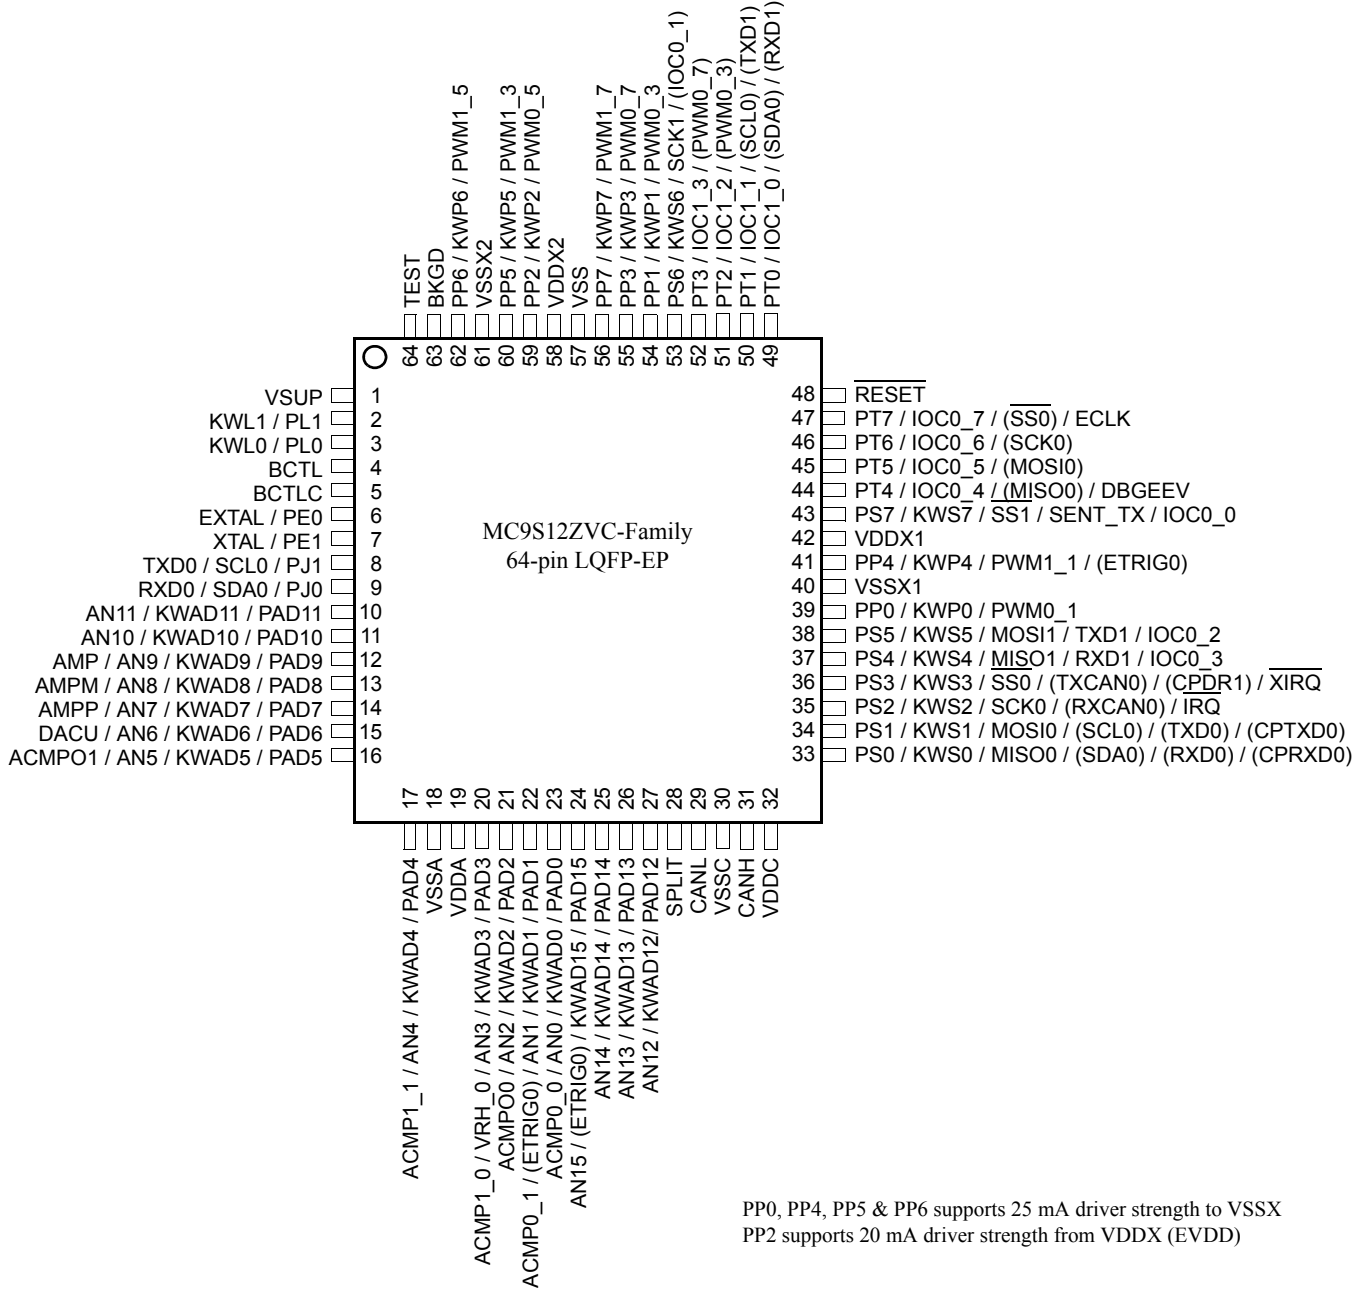 TEST
BKGD
PP6 / KWP6 / PWM1_5
VSSX2
PP5 / KWP5 / PWM1_3
PP2 / KWP2 / PWM0_5
VDDX2
VSS
PP7 / KWP7 / PWM1_7
PP3 / KWP3 / PWM0_7
PP1 / KWP1 / PWM0_3
PS6 / KWS6 / SCK1 / (IOC0_1)
PT3 / IOC1_3 / (PWM0_7)
PT2 / IOC1_2 / (PWM0_3)
PT1 / IOC1_1 / (SCL0) / (TXD1)
PT0 / IOC1_0 / (SDA0) / (RXD1)
64 63 62 61 60 59 58 57 56 55 54 53 52 51 50 49
VSUP 1
KWL1 / PL1 2
KWL0 / PL0 3
BCTL 4
BCTLC 5
EXTAL / PE0 6
XTAL / PE1 7
TXD0 / SCL0 / PJ1 8
RXD0 / SDA0 / PJ0 9
AN11 / KWAD11 / PAD11 10
AN10 / KWAD10 / PAD10 11
AMP / AN9 / KWAD9 / PAD9 12
AMPM / AN8 / KWAD8 / PAD8 13
AMPP / AN7 / KWAD7 / PAD7 14
DACU / AN6 / KWAD6 / PAD6 15
ACMPO1 / AN5 / KWAD5 / PAD5 16
MC9S12ZVC-Family
64-pin LQFP-EP
48 RESET
47 PT7 / IOC0_7 / (SS0) / ECLK
46 PT6 / IOC0_6 / (SCK0)
45 PT5 / IOC0_5 / (MOSI0)
44 PT4 / IOC0_4 / (MISO0) / DBGEEV
43 PS7 / KWS7 / SS1 / SENT_TX / IOC0_0
42 VDDX1
41 PP4 / KWP4 / PWM1_1 / (ETRIG0)
40 VSSX1
39 PP0 / KWP0 / PWM0_1
38 PS5 / KWS5 / MOSI1 / TXD1 / IOC0_2
37 PS4 / KWS4 / MISO1 / RXD1 / IOC0_3
36 PS3 / KWS3 / SS0 / (TXCAN0) / (CPDR1) / XIRQ
35 PS2 / KWS2 / SCK0 / (RXCAN0) / IRQ
34 PS1 / KWS1 / MOSI0 / (SCL0) / (TXD0) / (CPTXD0)
33 PS0 / KWS0 / MISO0 / (SDA0) / (RXD0) / (CPRXD0)
17 18 19 20 21 22 23 24 25 26 27 28 29 30 31 32
ACMP1_1 / AN4 / KWAD4 / PAD4
VSSA
VDDA
ACMP1_0 / VRH_0 / AN3 / KWAD3 / PAD3
ACMPO0 / AN2 / KWAD2 / PAD2
ACMP0_1 / (ETRIG0) / AN1 / KWAD1 / PAD1
ACMP0_0 / AN0 / KWAD0 / PAD0
AN15 / (ETRIG0) / KWAD15 / PAD15
AN14 / KWAD14 / PAD14
AN13 / KWAD13 / PAD13
AN12 / KWAD12/ PAD12
SPLIT
CANL
VSSC
CANH
VDDC
PP0, PP4, PP5 & PP6 supports 25 mA driver strength to VSSX
PP2 supports 20 mA driver strength from VDDX (EVDD)